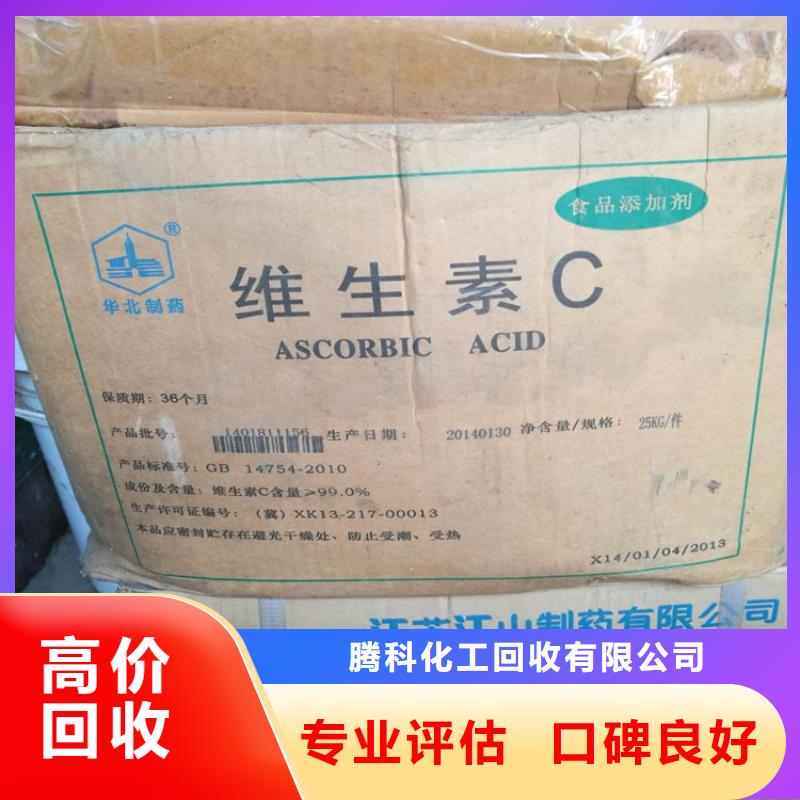 食品添加剂
®
华北制药
维生素C
ASCORBIC ACID
保质期：36个月
产品批号： 1401811156 生产日期： 20140130 净含量/规格： 25KG/件
产品标准号：GB 14754-2010
成份及含量：维生素C含量≥99.0%
生产许可证编号：（冀）XK13-217-00013
本品应密封贮存在避光干燥处、防止受潮、受热
X14/01/04/2013
江苏江山制药有限公司
高价
回收
腾科化工回收有限公司
专业评估 口碑良好